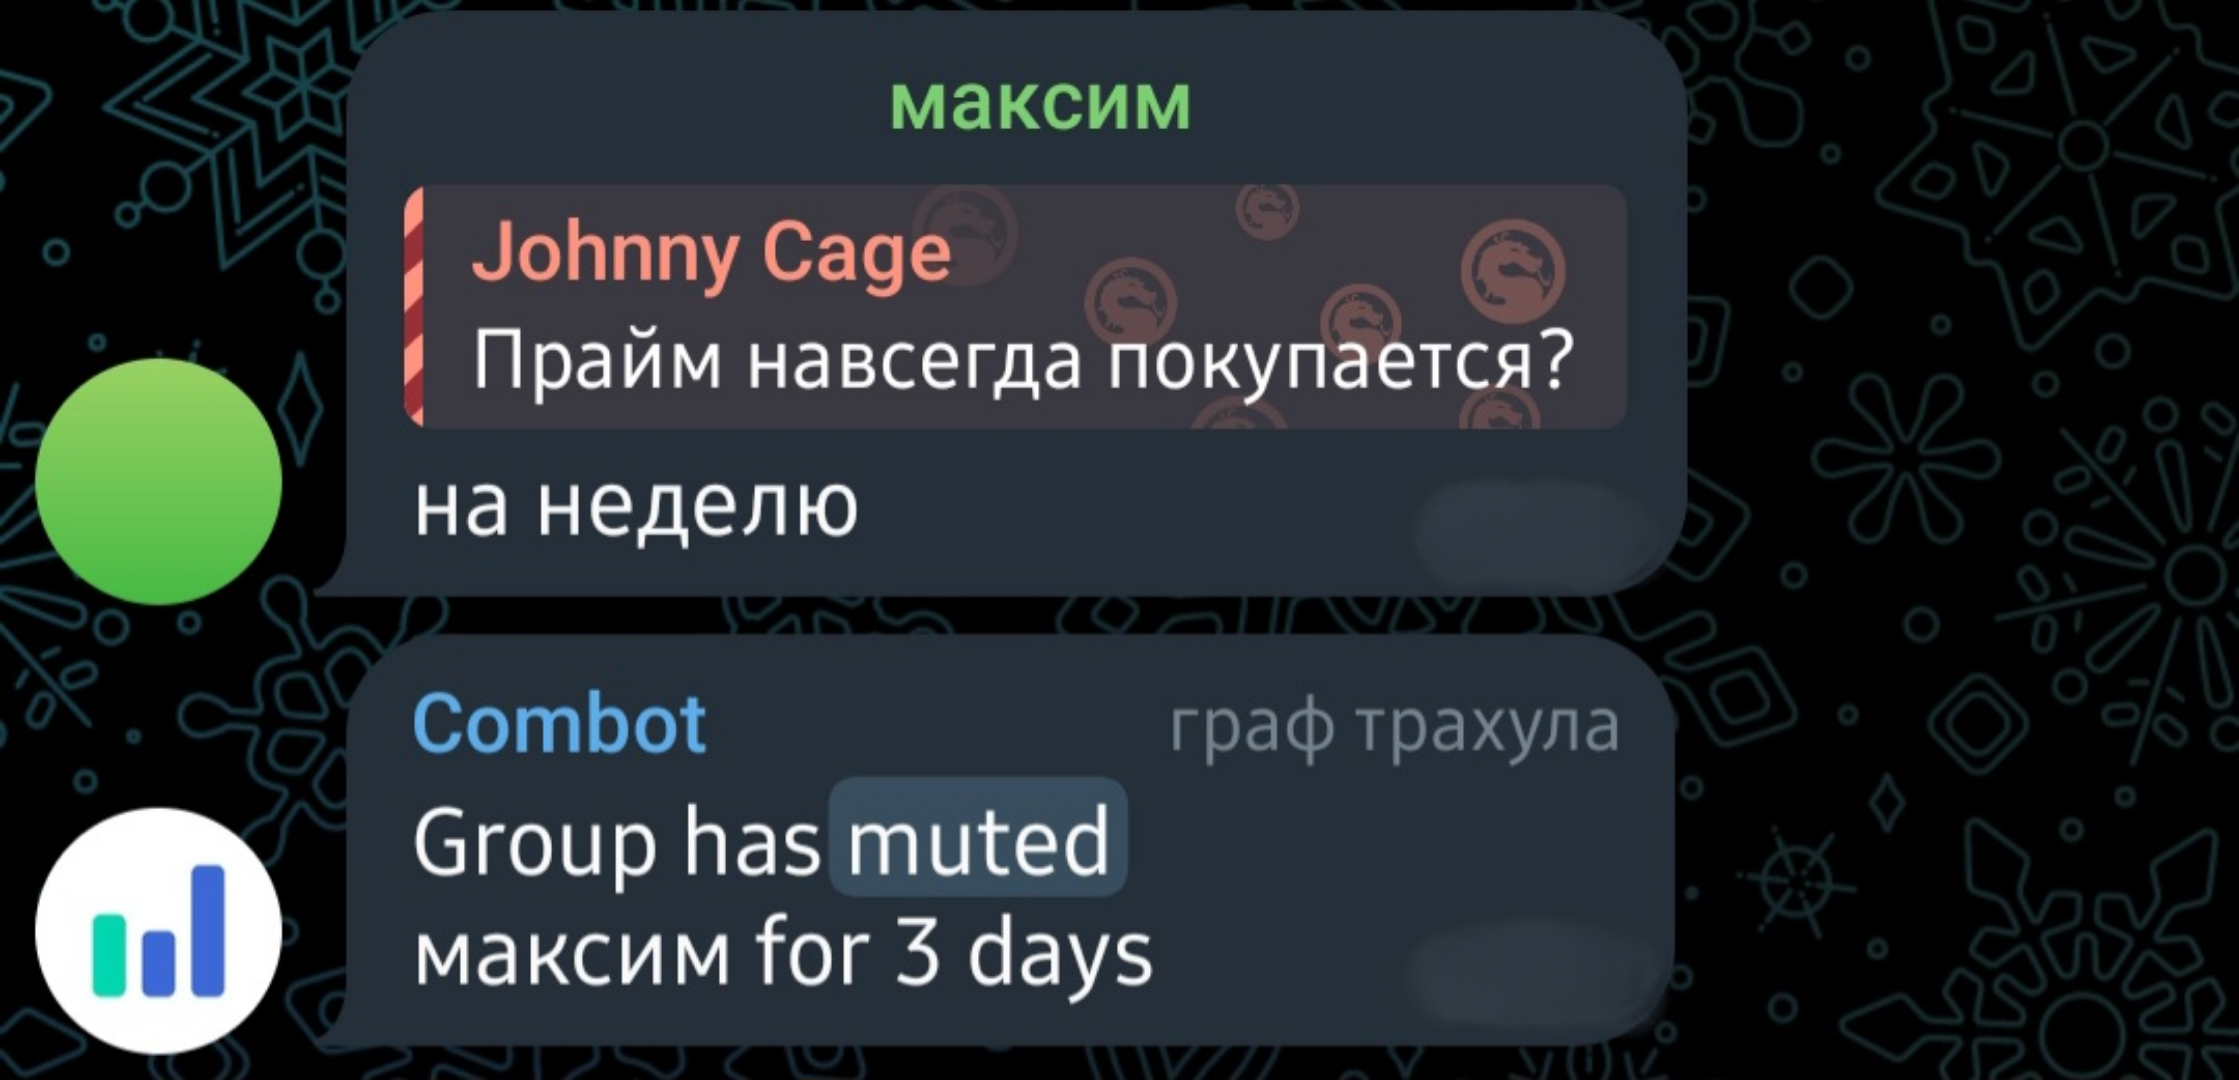 максим
Johnny Cage
Прайм навсегда покупается?
на неделю
Combot граф трахула
Group has muted
максим for 3 days